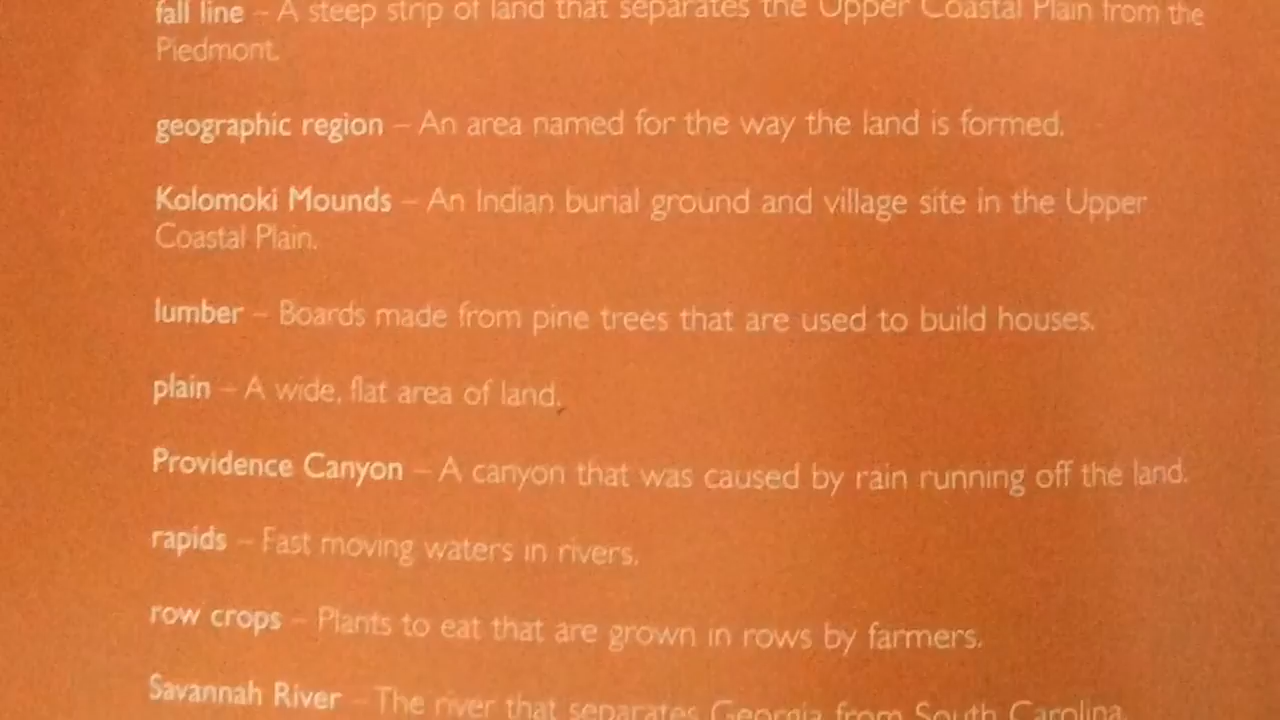 fall line – A steep strip of land that separates the Upper Coastal Plain from the
Piedmont.
geographic region – An area named for the way the land is formed.
Kolomoki Mounds – An Indian burial ground and village site in the Upper
Coastal Plain.
lumber – Boards made from pine trees that are used to build houses.
plain – A wide, flat area of land.
Providence Canyon – A canyon that was caused by rain running off the land.
rapids – Fast moving waters in rivers.
row crops – Plants to eat that are grown in rows by farmers.
Savannah River – The river that separates Georgia from South Carolina.